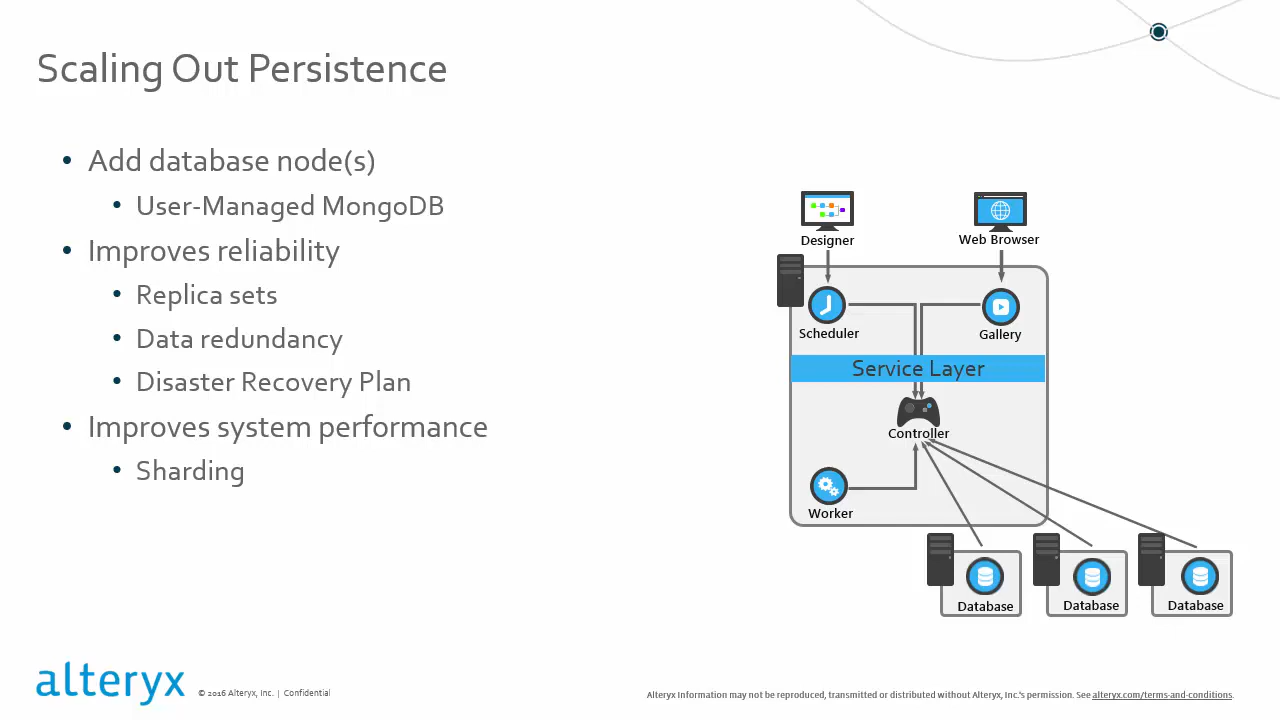 Scaling Out Persistence
• Add database node(s)
• User-Managed MongoDB
• Improves reliability
• Replica sets
• Data redundancy
• Disaster Recovery Plan
• Improves system performance
• Sharding
Designer
Web Browser
Scheduler
Gallery
Service Layer
Controller
Worker
Database
Database
Database
alteryx
© 2016 Alteryx, Inc. | Confidential
Alteryx Information may not be reproduced, transmitted or distributed without Alteryx, Inc.'s permission. See alteryx.com/terms-and-conditions.